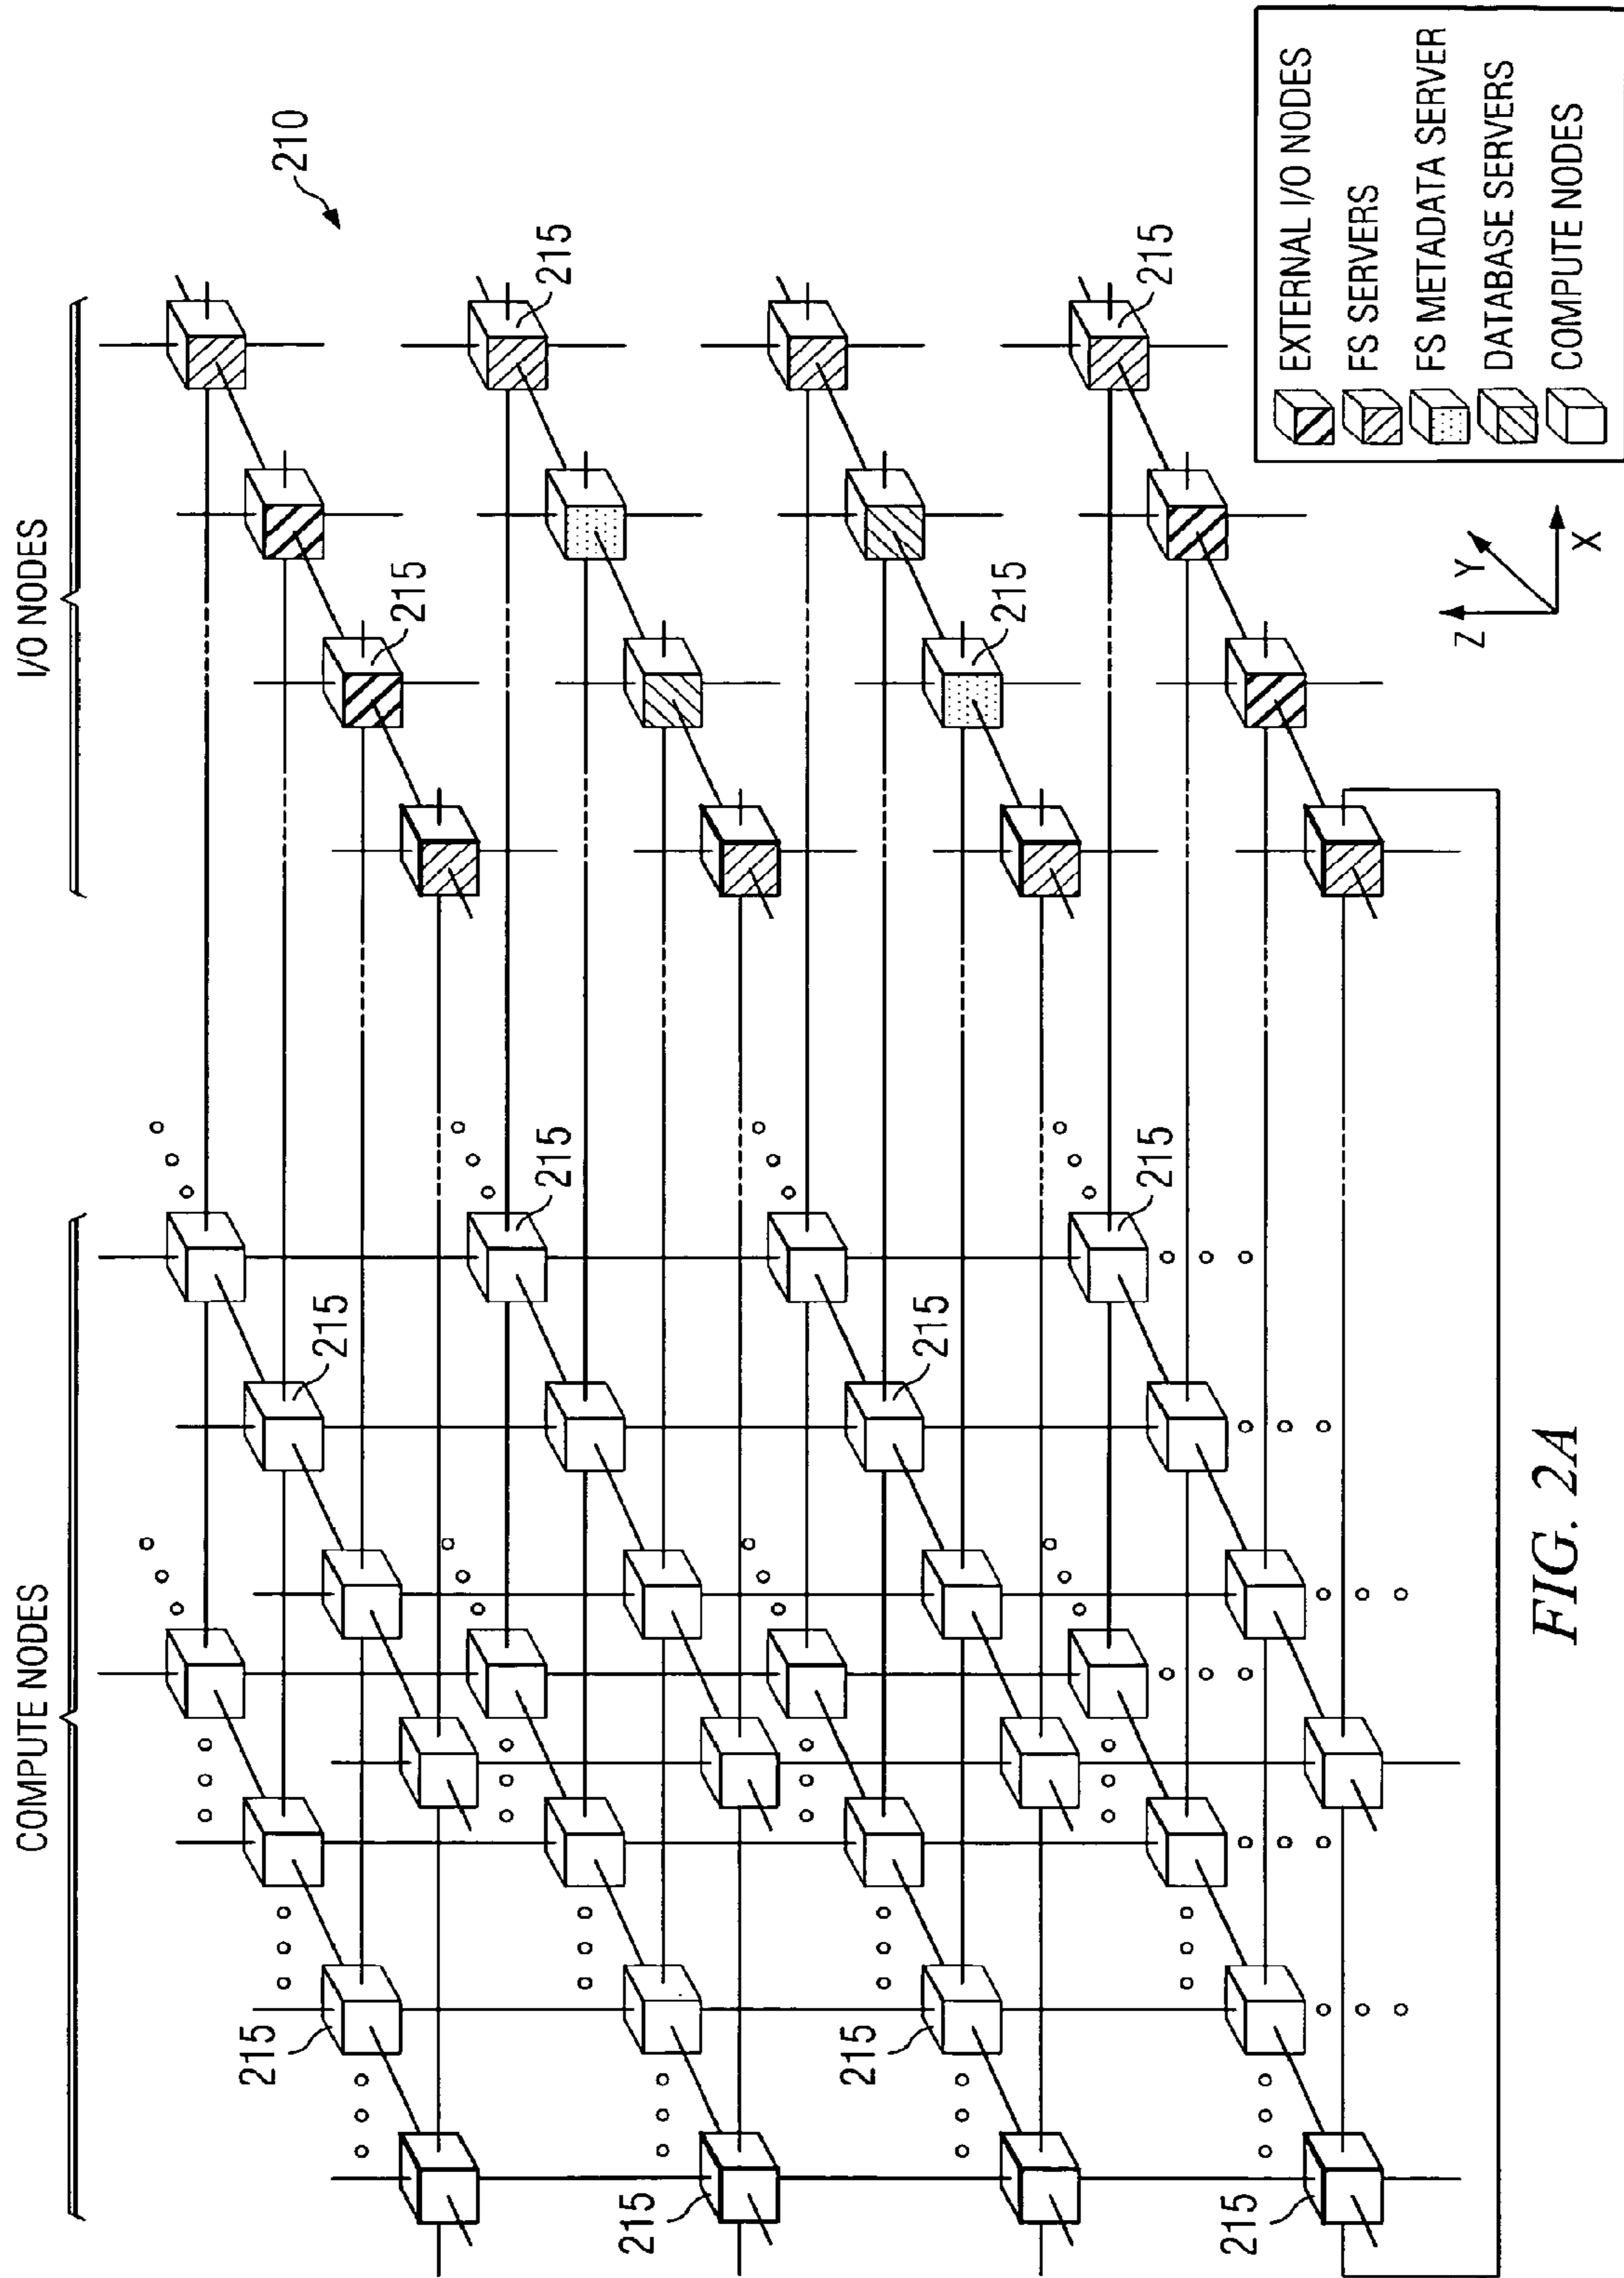 COMPUTE NODES
I/O NODES
215
210
215
215
215
215
215
215
215
215
215
215
215
EXTERNAL I/O NODES
FS SERVERS
FS METADATA SERVER
DATABASE SERVERS
COMPUTE NODES
Z
Y
X
FIG. 2A